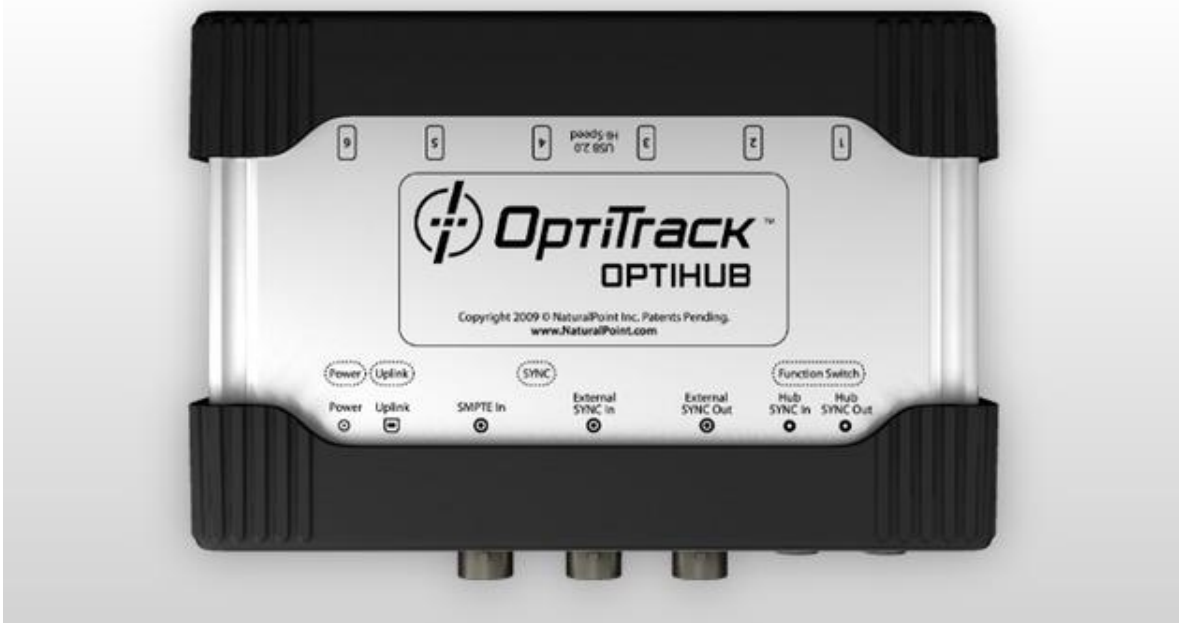 6 5 4 USB 2.0 3 2 1
Hi-Speed
OPTITRACK ™
OPTIHUB
Copyright 2009 © NaturalPoint Inc. Patents Pending.
www.NaturalPoint.com
Power Uplink SYNC Function Switch
Power Uplink SMPTE In External SYNC In External SYNC Out Hub SYNC In Hub SYNC Out